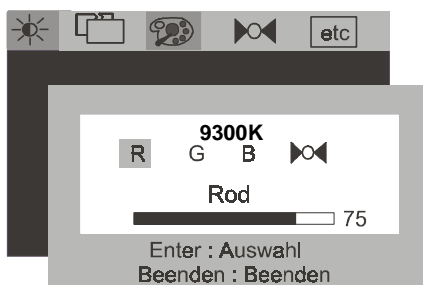 etc
9300K
R G B
Rod
75
Enter : Auswahl
Beenden : Beenden